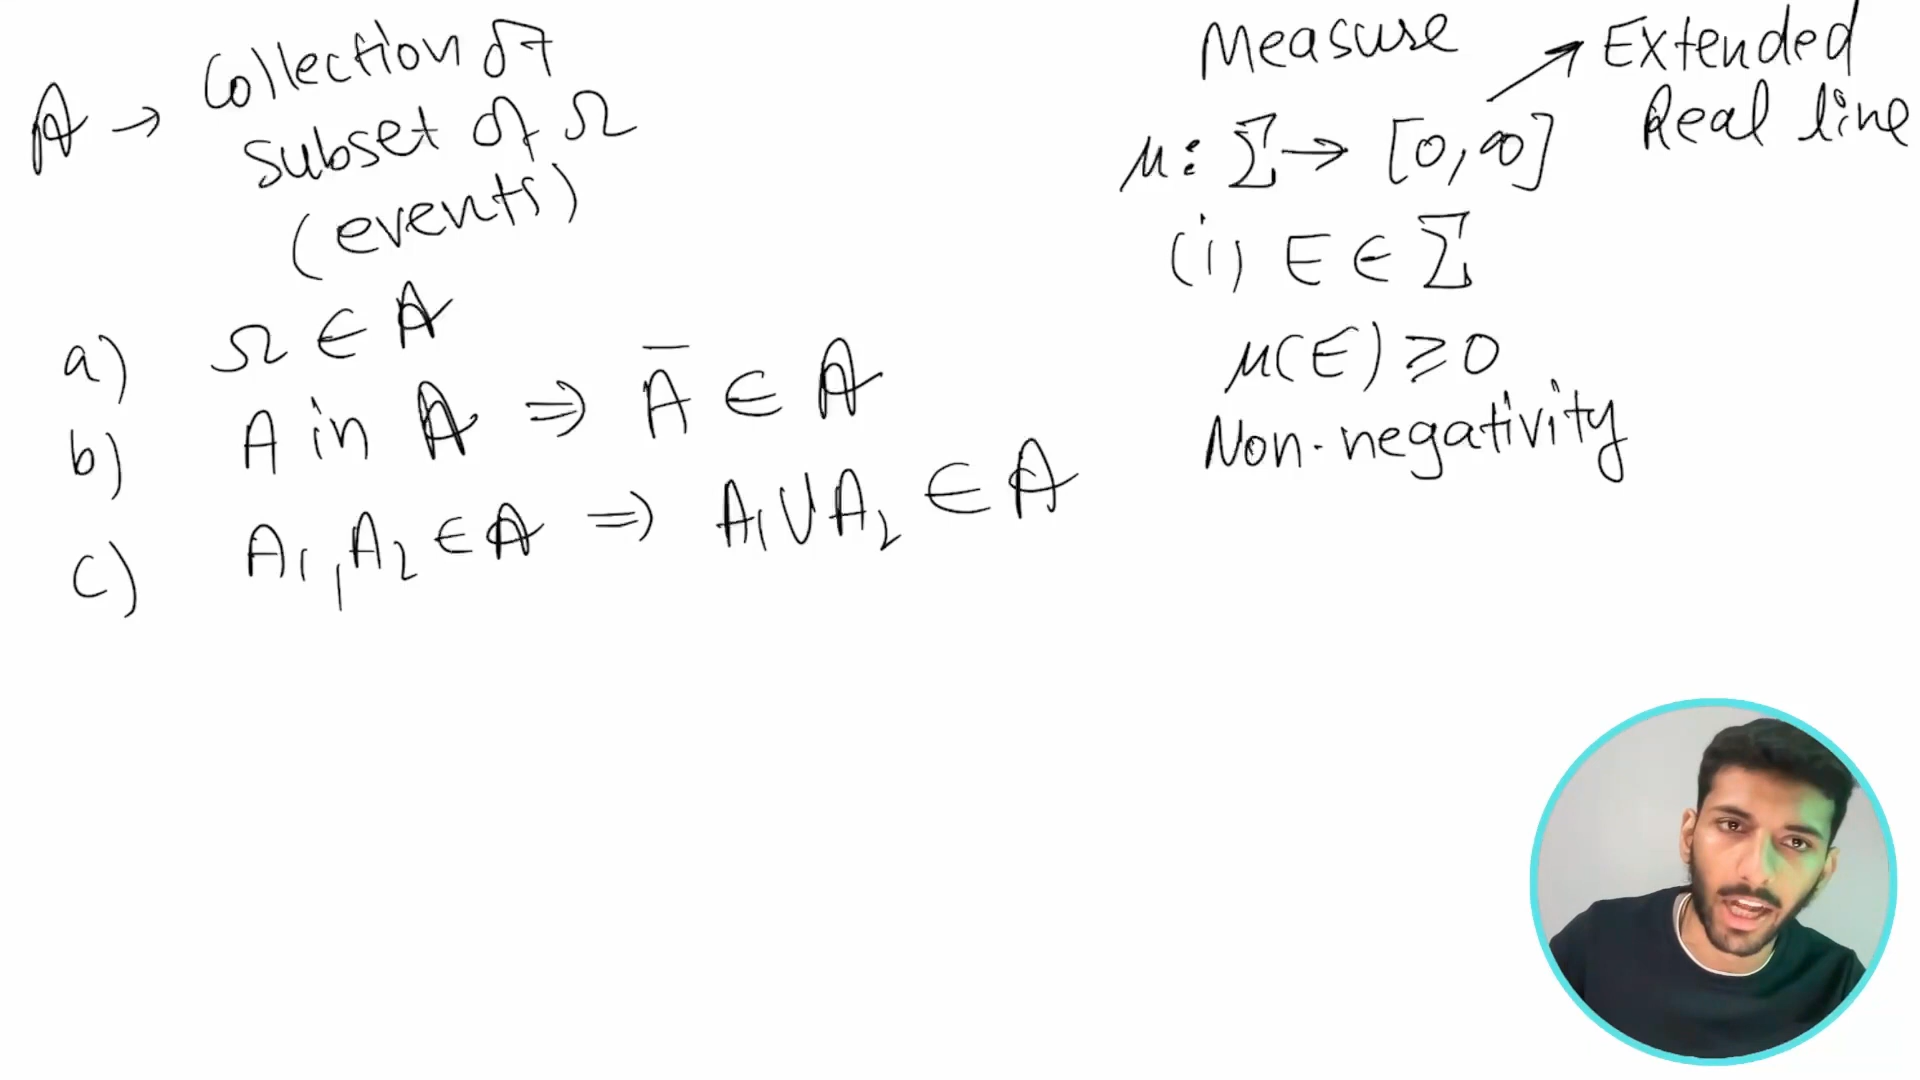 𝔸 → Collection of
subset of Ω
(events)
a) Ω ∈ 𝔸
b) A in 𝔸 ⇒ A̅ ∈ 𝔸
c) A₁, A₂ ∈ 𝔸 ⇒ A₁ ∪ A₂ ∈ 𝔸
Measure
μ: Σ → [0, ∞] ↗ Extended
Real line
(i) E ∈ Σ
μ(E) ≥ 0
Non-negativity